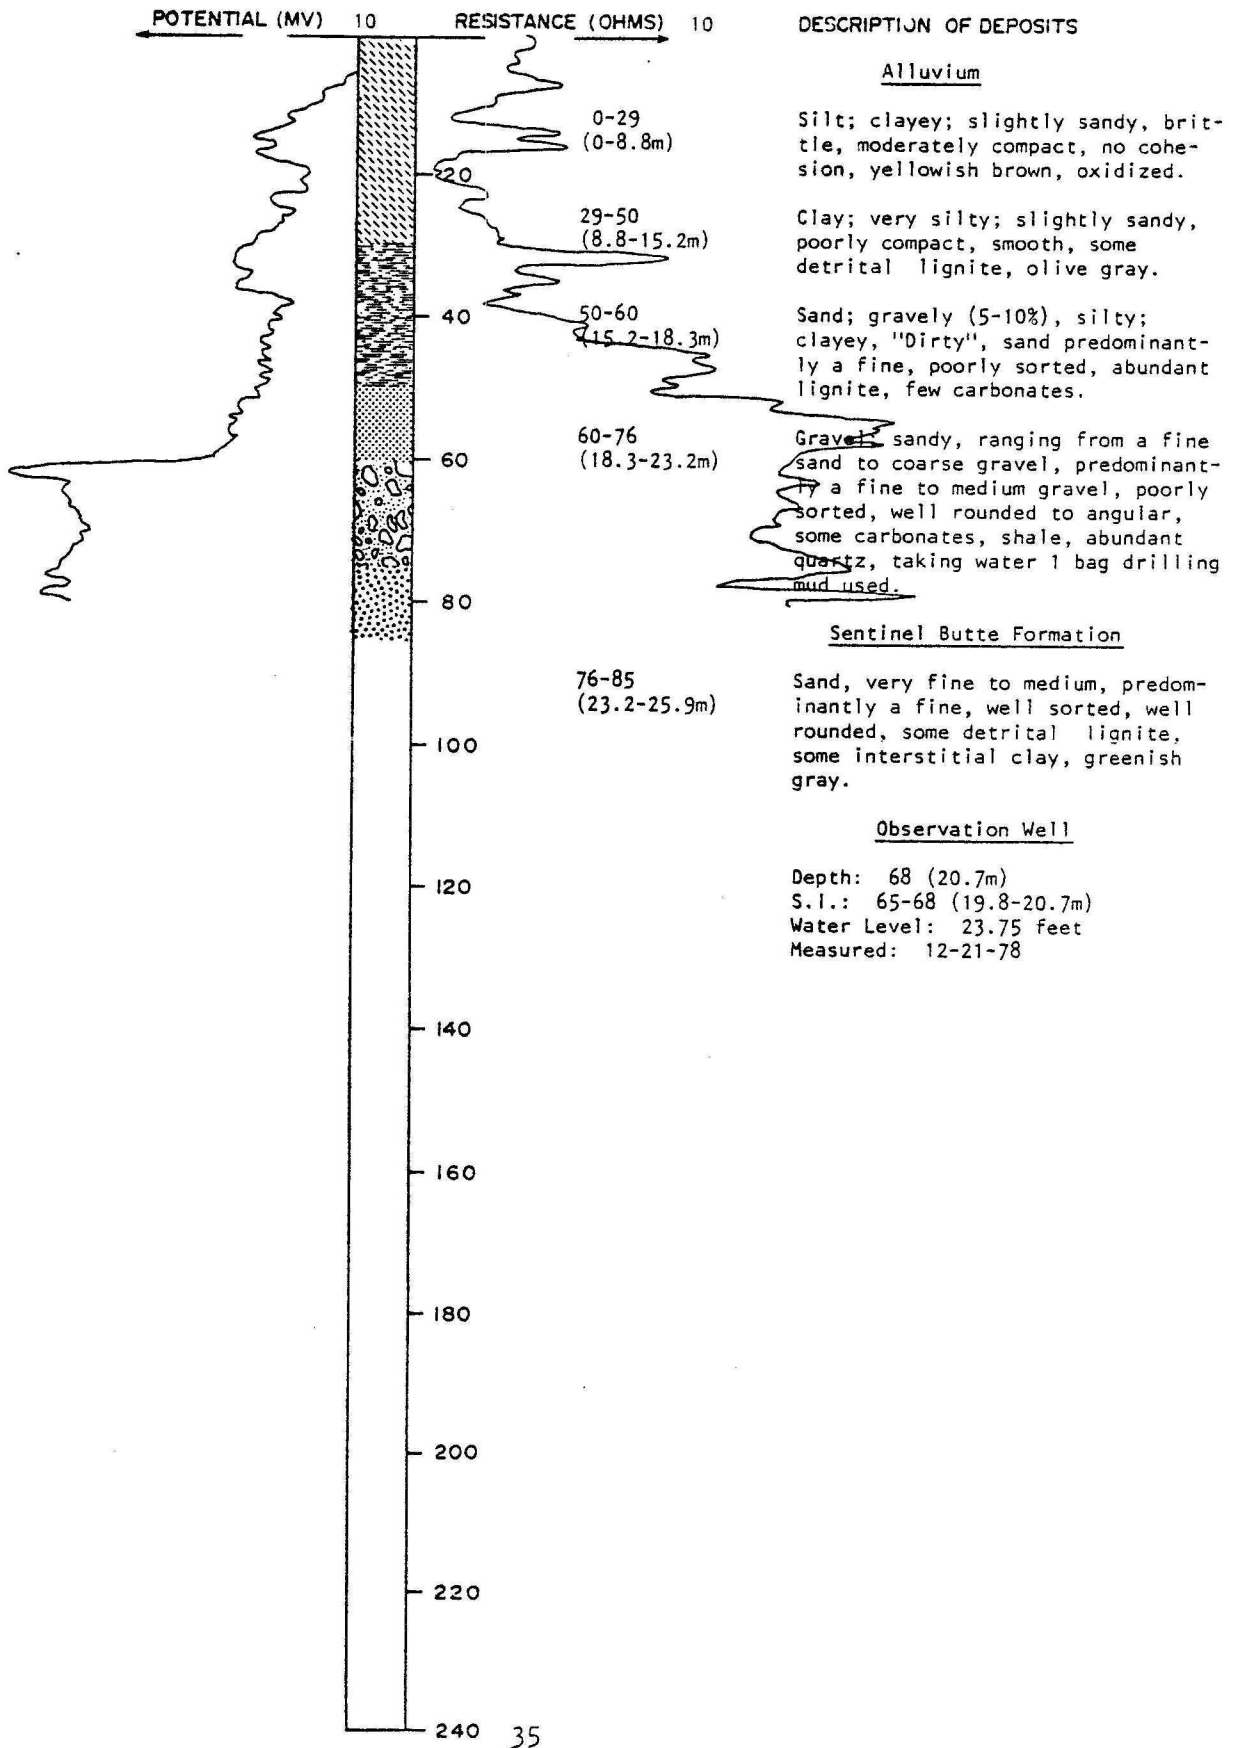 POTENTIAL (MV) 10 RESISTANCE (OHMS) 10 DESCRIPTION OF DEPOSITS
Alluvium
0-29
(0-8.8m)
Silt; clayey; slightly sandy, brit-
tle, moderately compact, no cohe-
sion, yellowish brown, oxidized.
20
29-50
(8.8-15.2m)
Clay; very silty; slightly sandy,
poorly compact, smooth, some
detrital lignite, olive gray.
40
50-60
(15.2-18.3m)
Sand; gravely (5-10%), silty;
clayey, "Dirty", sand predominant-
ly a fine, poorly sorted, abundant
lignite, few carbonates.
60
60-76
(18.3-23.2m)
Gravel; sandy, ranging from a fine
sand to coarse gravel, predominant-
ly a fine to medium gravel, poorly
sorted, well rounded to angular,
some carbonates, shale, abundant
quartz, taking water 1 bag drilling
mud used.
80
Sentinel Butte Formation
76-85
(23.2-25.9m)
Sand, very fine to medium, predom-
inantly a fine, well sorted, well
rounded, some detrital lignite,
some interstitial clay, greenish
gray.
100
Observation Well
Depth: 68 (20.7m)
S.I.: 65-68 (19.8-20.7m)
Water Level: 23.75 feet
Measured: 12-21-78
120
140
160
180
200
220
240
35